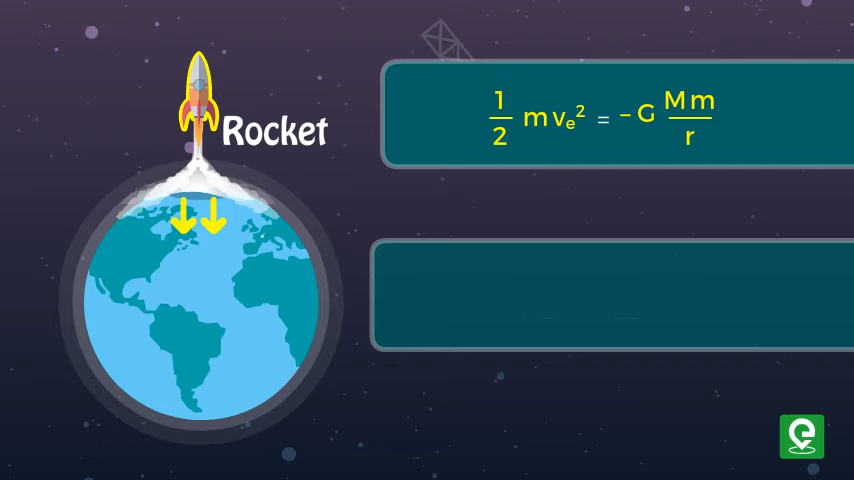 Rocket
1/2 mvₑ² = -G Mm/r